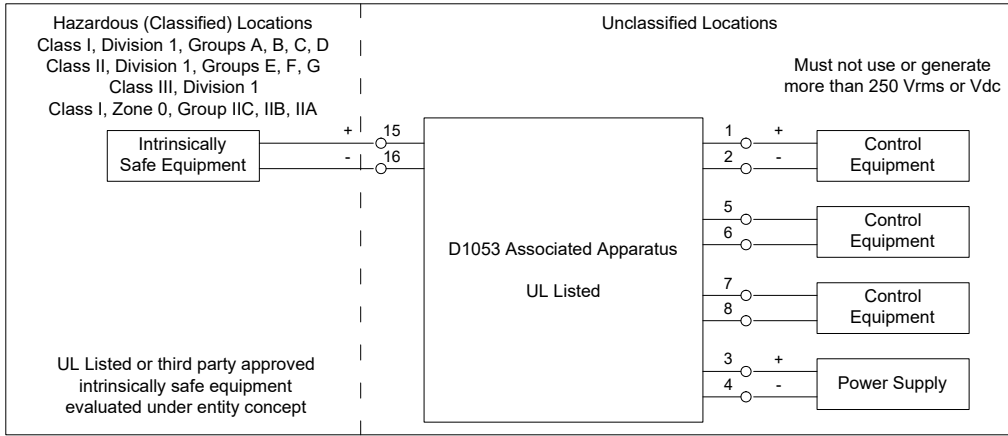 Hazardous (Classified) Locations
Class I, Division 1, Groups A, B, C, D
Class II, Division 1, Groups E, F, G
Class III, Division 1
Class I, Zone 0, Group IIC, IIB, IIA
Unclassified Locations
Must not use or generate
more than 250 Vrms or Vdc
Intrinsically
Safe Equipment
+ 15
- 16
D1053 Associated Apparatus
UL Listed
1 +
2 -
Control
Equipment
5
6
Control
Equipment
7
8
Control
Equipment
3 +
4 -
Power Supply
UL Listed or third party approved
intrinsically safe equipment
evaluated under entity concept